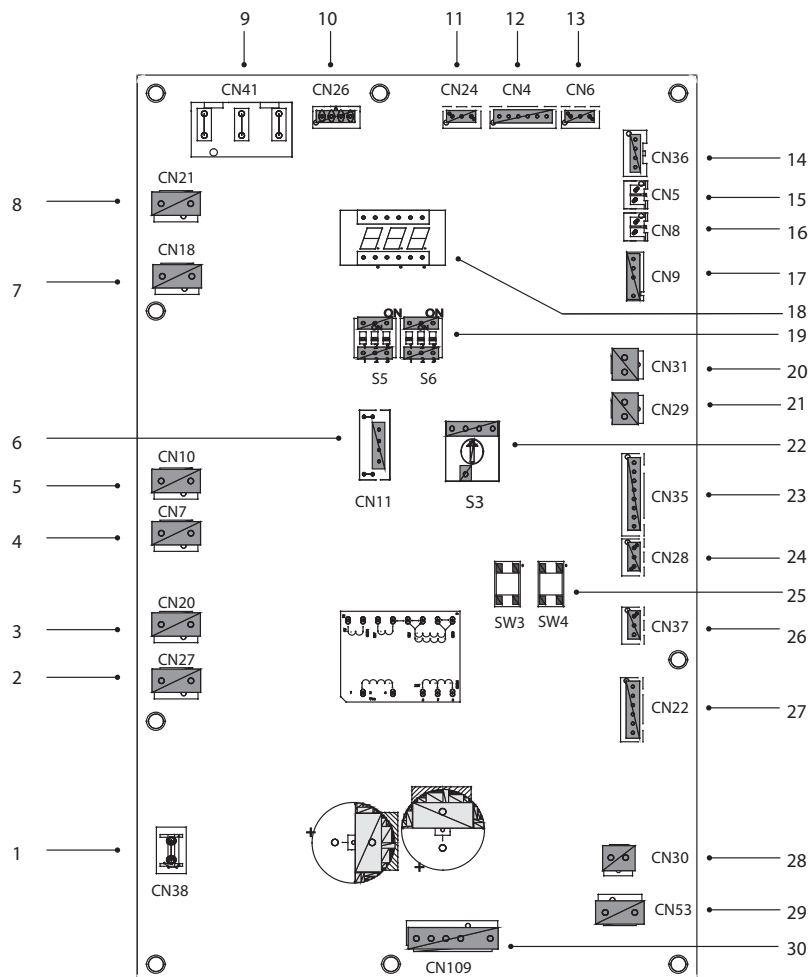 9 10 11 12 13
CN41 CN26 CN24 CN4 CN6
CN36 14
CN21 CN5 15
8 CN8 16
CN18 CN9 17
7
18
ON ON 19
S5 S6
CN31 20
CN29 21
6 22
CN10 CN11 S3
5 CN35 23
CN7
4 CN28 24
25
SW3 SW4
CN20 CN37 26
3
CN27
2 CN22 27
1 CN30 28
CN38 CN53 29
30
CN109